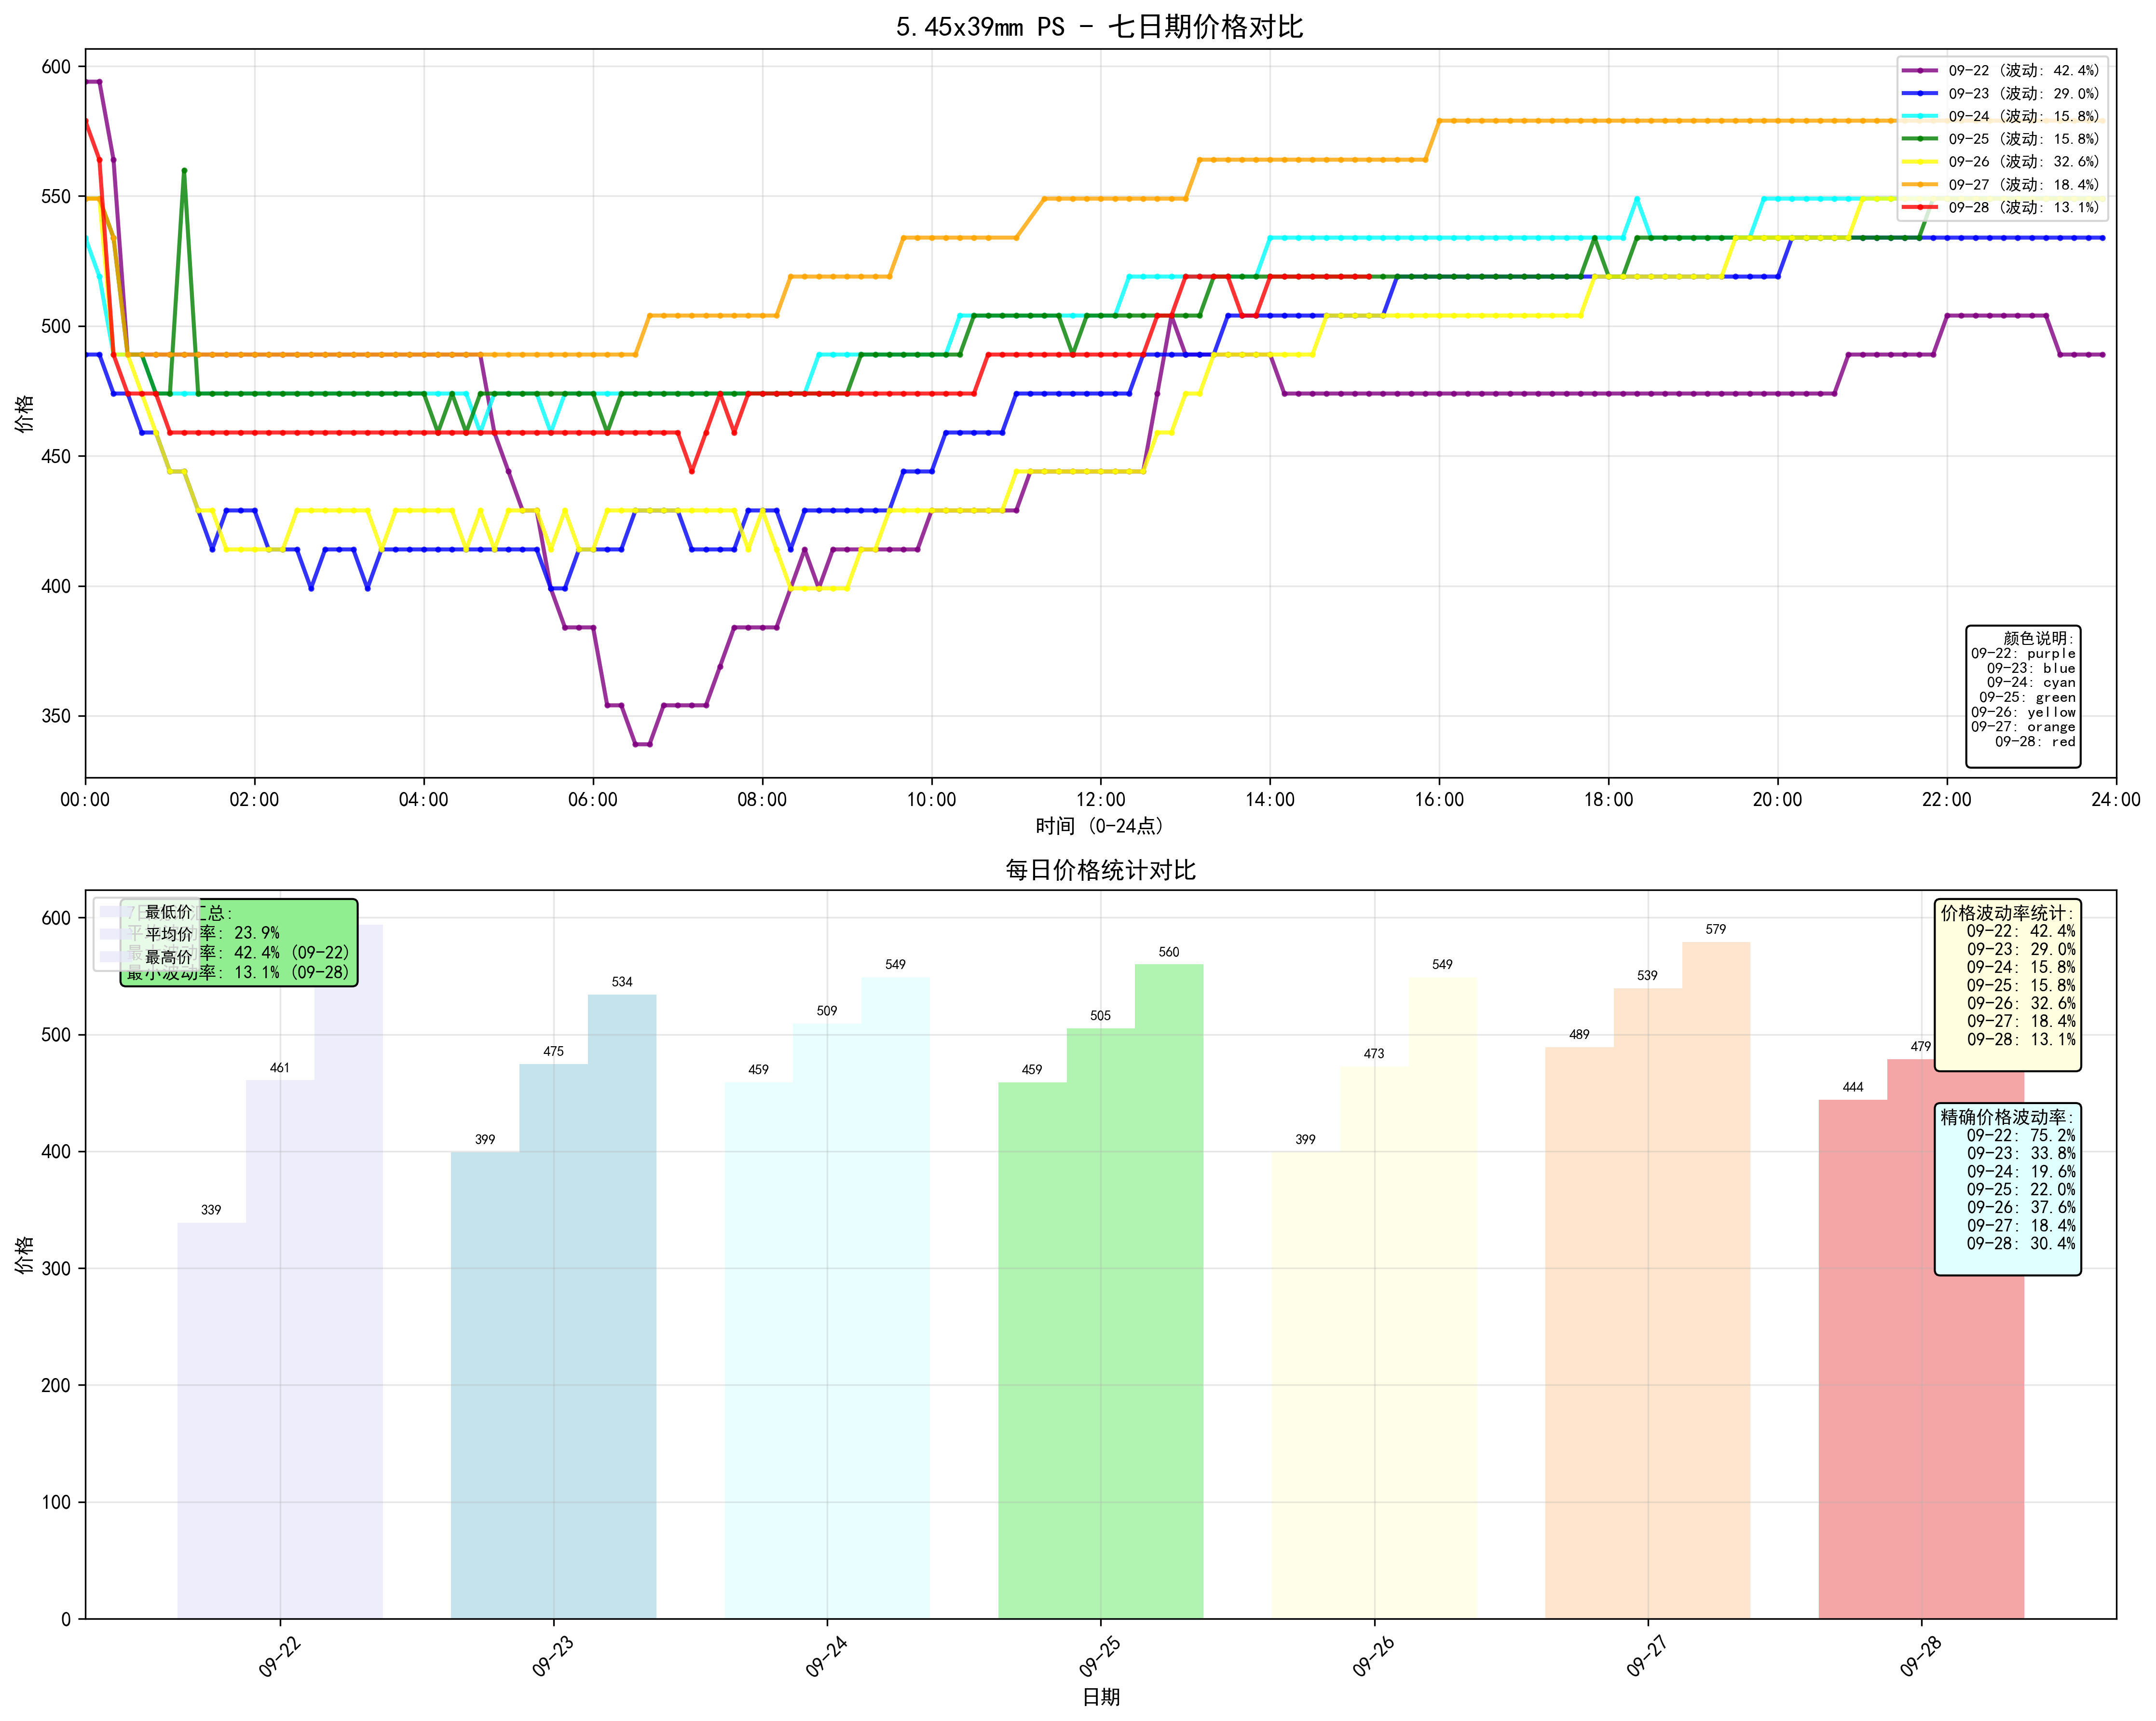 5.45x39mm PS - 七日期价格对比
价格
600
550
500
450
400
350
09-22 (波动: 42.4%)
09-23 (波动: 29.0%)
09-24 (波动: 15.8%)
09-25 (波动: 15.8%)
09-26 (波动: 32.6%)
09-27 (波动: 18.4%)
09-28 (波动: 13.1%)
颜色说明:
09-22: purple
09-23: blue
09-24: cyan
09-25: green
09-26: yellow
09-27: orange
09-28: red
00:00 02:00 04:00 06:00 08:00 10:00 12:00 14:00 16:00 18:00 20:00 22:00 24:00
时间 (0-24点)
每日价格统计对比
价格
600
500
400
300
200
100
0
最低价
平均价
最高价
汇总:
率: 23.9%
率: 42.4% (09-22)
最小波动率: 13.1% (09-28)
339 461
399 475 534
459 509 549
459 505 560
399 473 549
489 539 579
444 479
价格波动率统计:
09-22: 42.4%
09-23: 29.0%
09-24: 15.8%
09-25: 15.8%
09-26: 32.6%
09-27: 18.4%
09-28: 13.1%
精确价格波动率:
09-22: 75.2%
09-23: 33.8%
09-24: 19.6%
09-25: 22.0%
09-26: 37.6%
09-27: 18.4%
09-28: 30.4%
09-22 09-23 09-24 09-25 09-26 09-27 09-28
日期